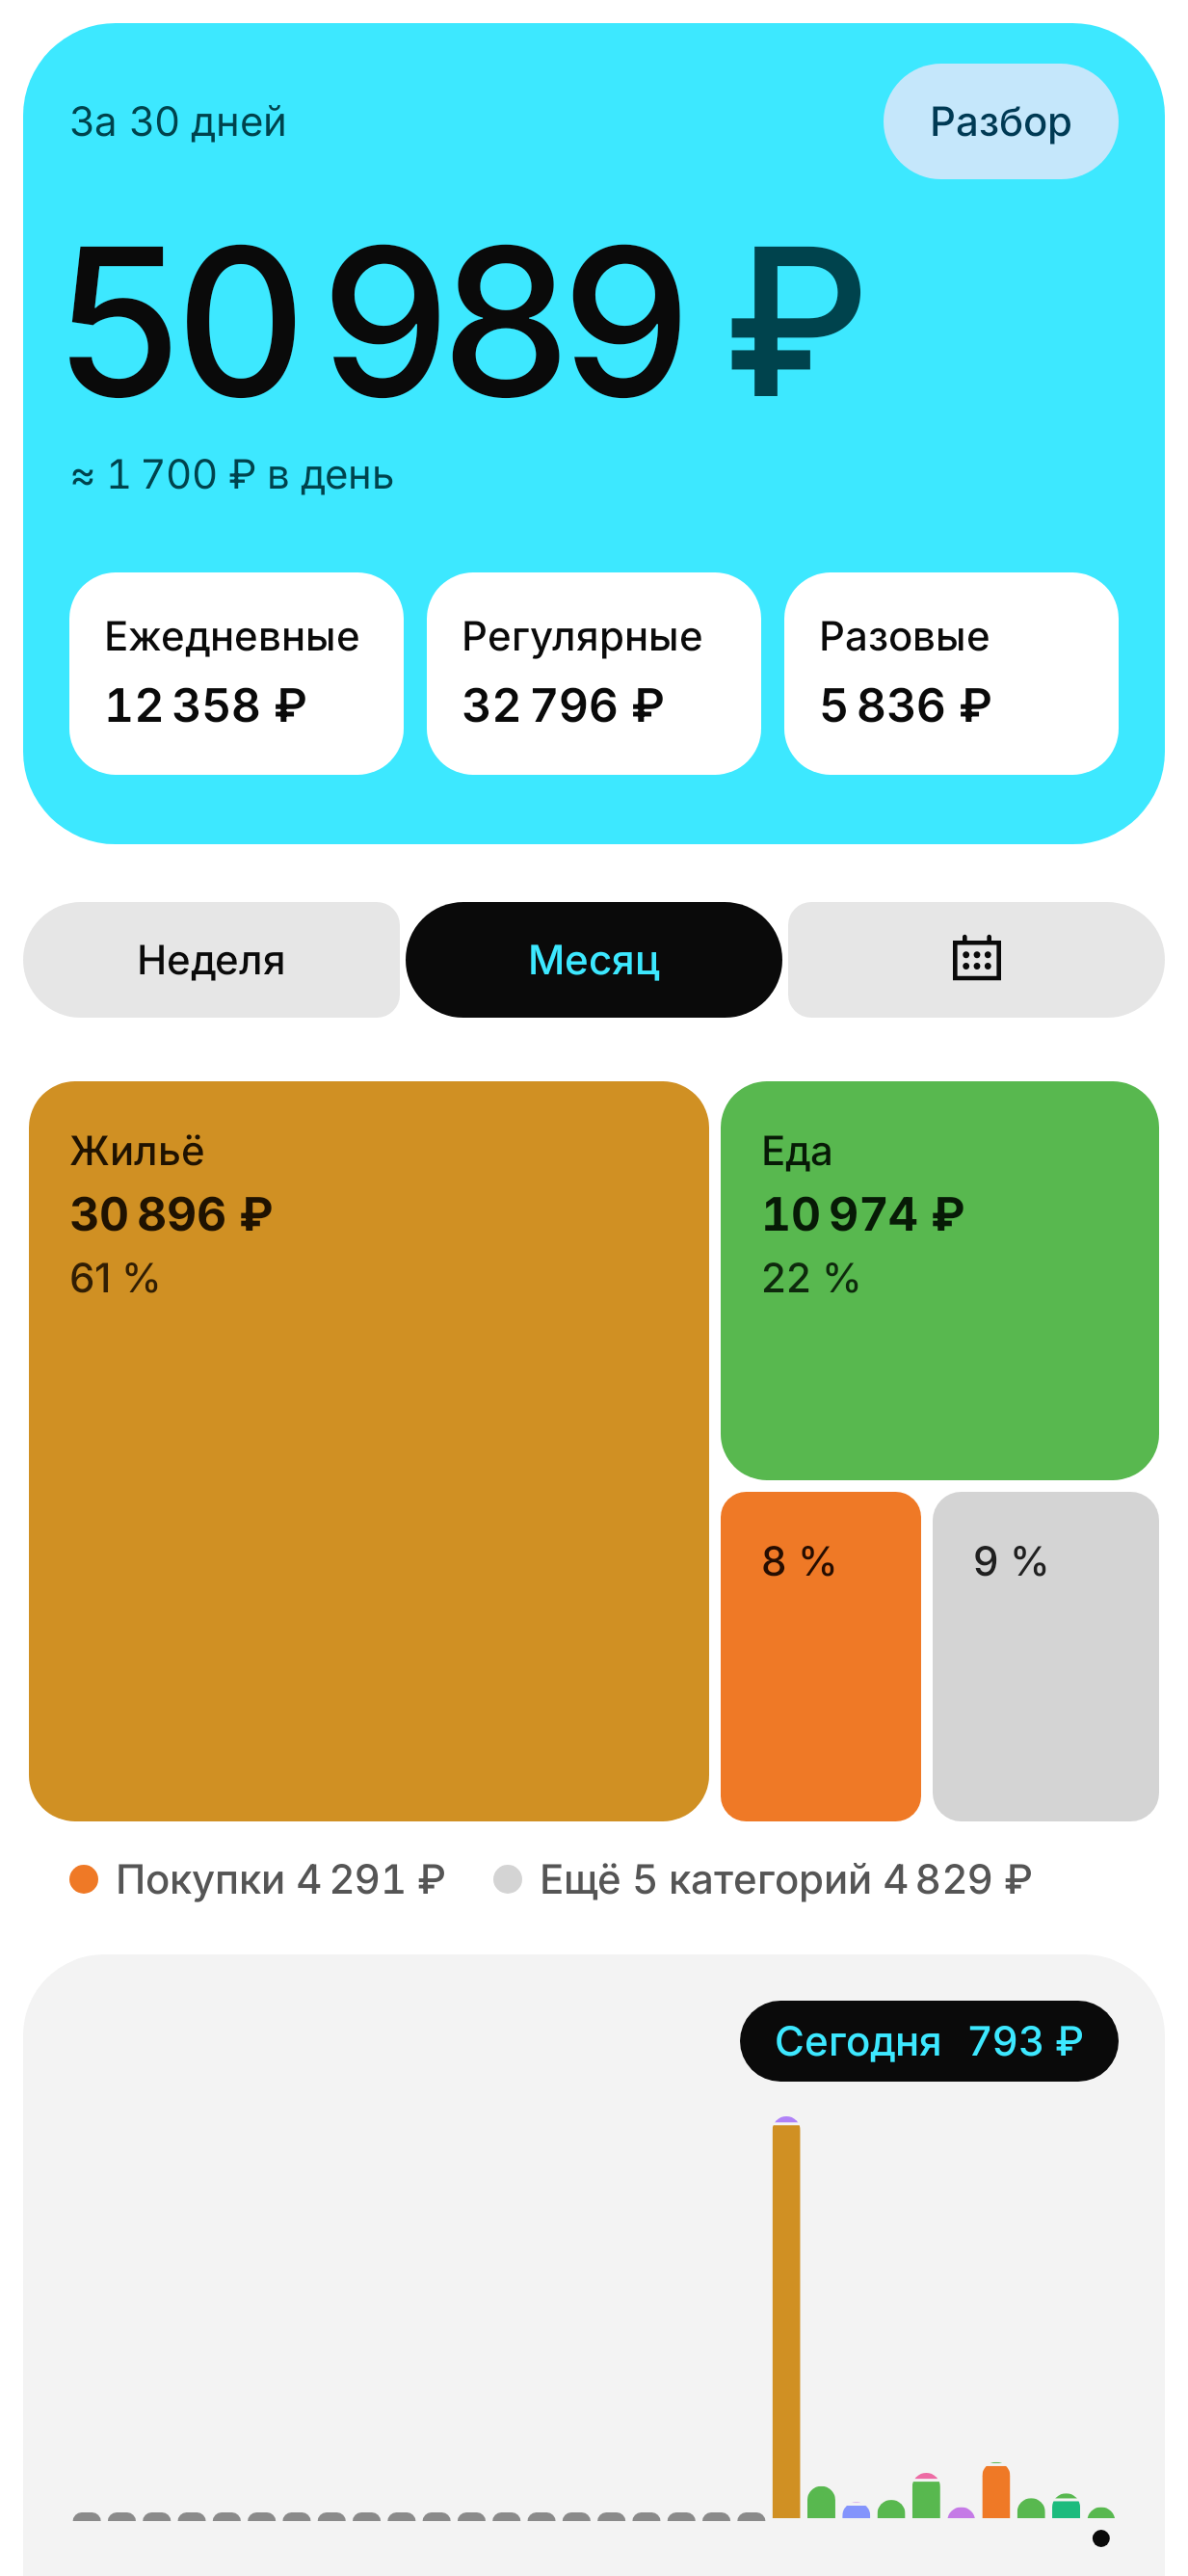 За 30 дней
Разбор
50 989 ₽
≈ 1 700 ₽ в день
Ежедневные
12 358 ₽
Регулярные
32 796 ₽
Разовые
5 836 ₽
Неделя
Месяц
Жильё
30 896 ₽
61 %
Еда
10 974 ₽
22 %
8 %
9 %
Покупки 4 291 ₽
Ещё 5 категорий 4 829 ₽
Сегодня 793 ₽